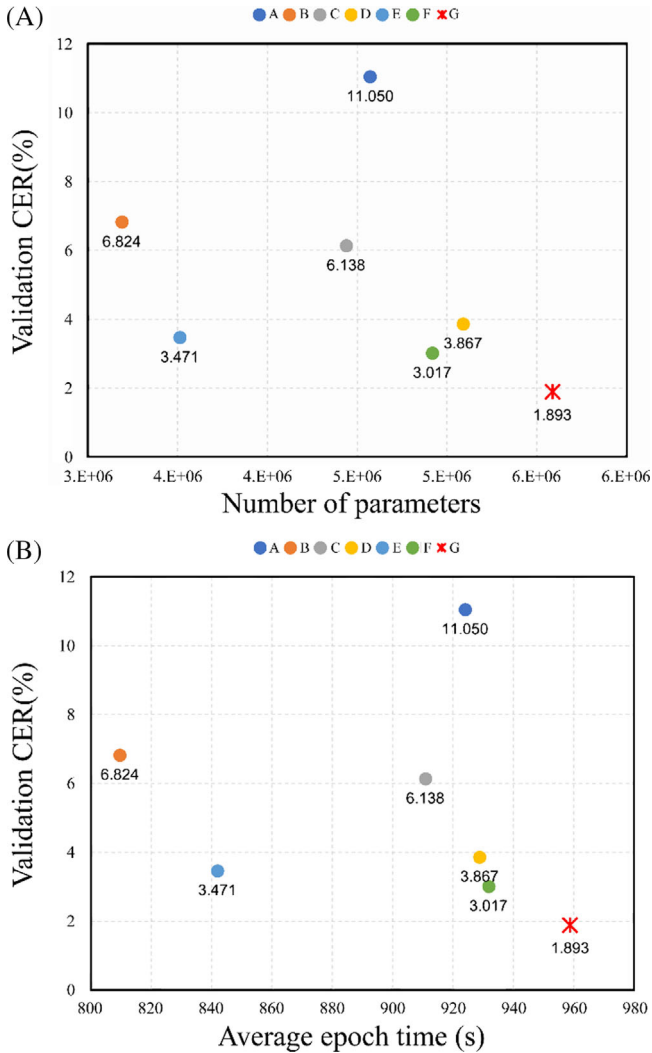 (A)
A B C D E F G
Validation CER(%)
12
10
8
6
4
2
0
11.050
6.824
6.138
3.471
3.867
3.017
1.893
3.E+06 4.E+06 4.E+06 5.E+06 5.E+06 6.E+06 6.E+06
Number of parameters
(B)
A B C D E F G
Validation CER(%)
12
10
8
6
4
2
0
11.050
6.824
6.138
3.471
3.867
3.017
1.893
800 820 840 860 880 900 920 940 960 980
Average epoch time (s)